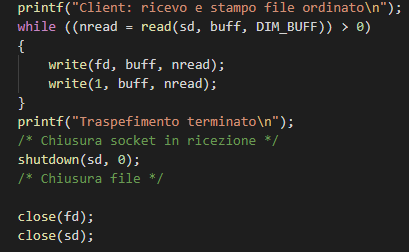 printf("Client: ricevo e stampo file ordinato\n");
while ((nread = read(sd, buff, DIM_BUFF)) > 0)
{
    write(fd, buff, nread);
    write(1, buff, nread);
}
printf("Traspefimento terminato\n");
/* Chiusura socket in ricezione */
shutdown(sd, 0);
/* Chiusura file */

close(fd);
close(sd);